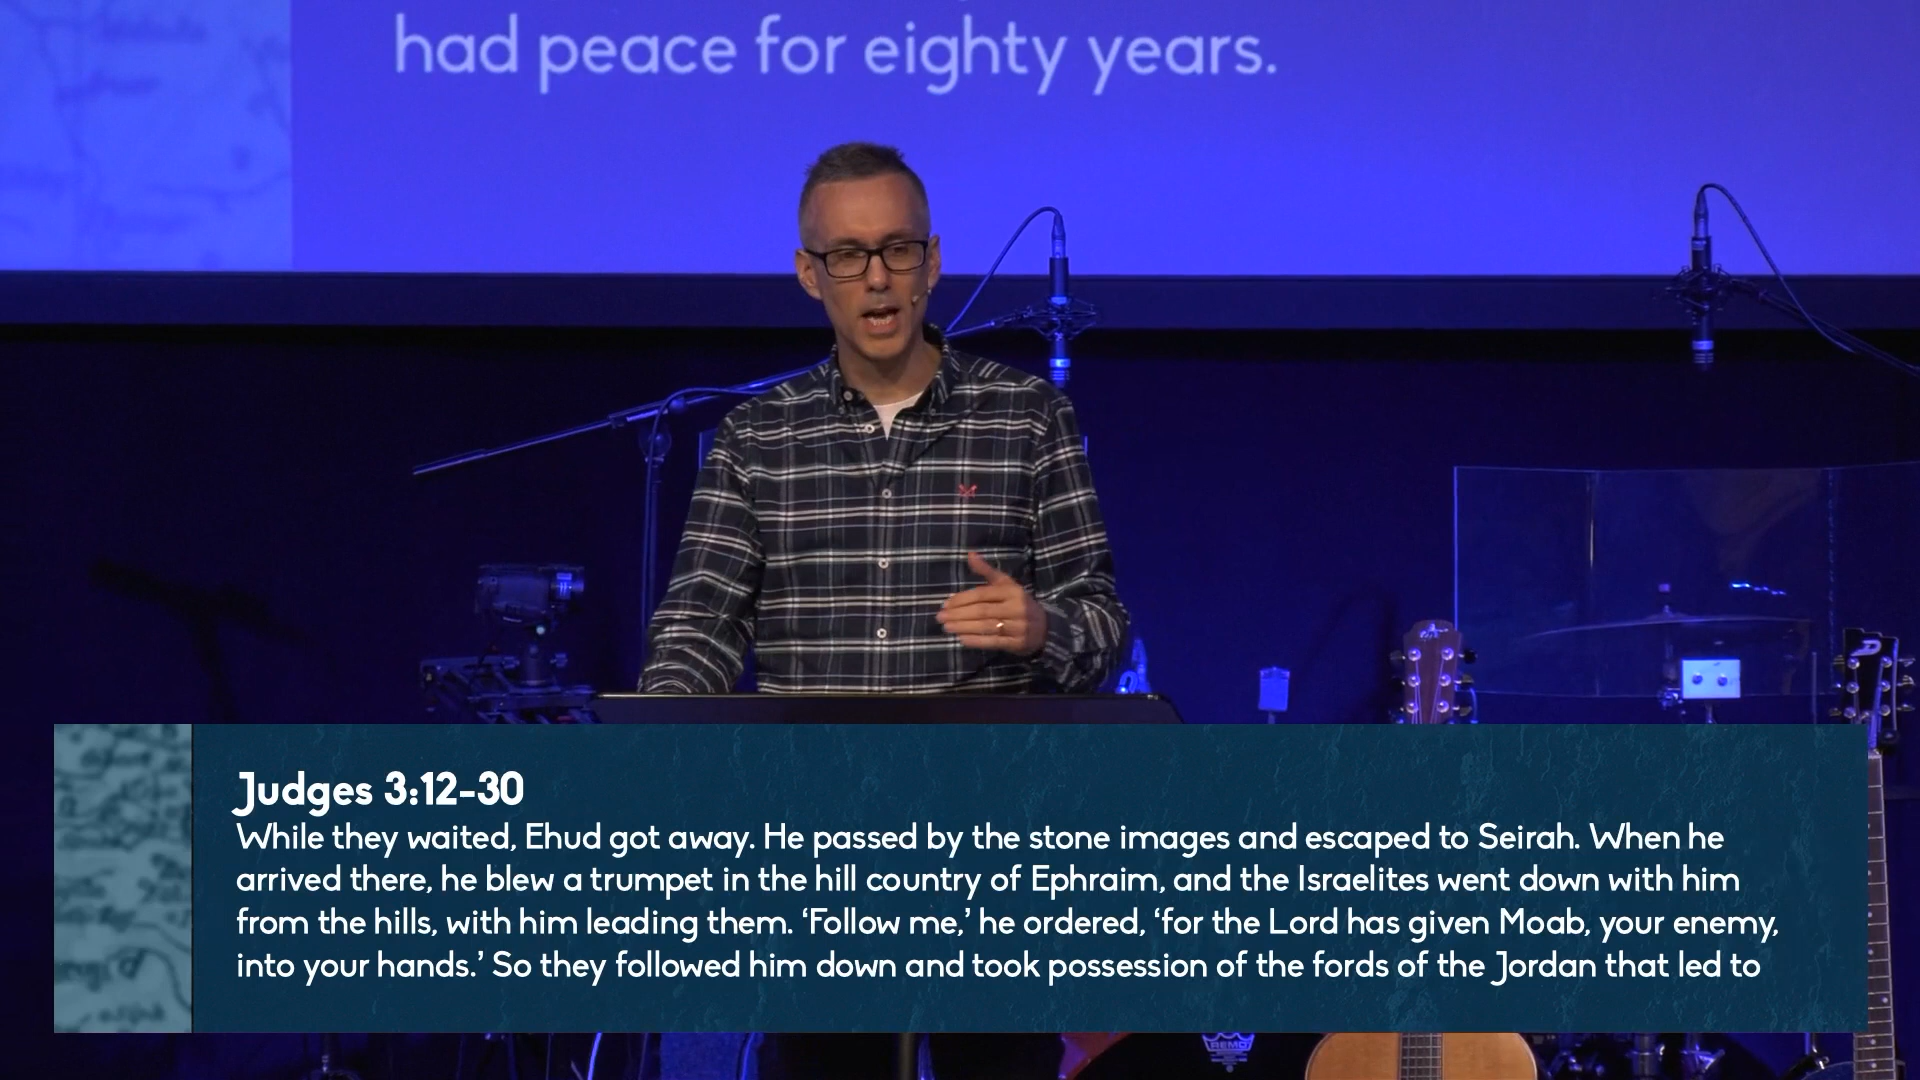 had peace for eighty years.
Judges 3:12-30
While they waited, Ehud got away. He passed by the stone images and escaped to Seirah. When he
arrived there, he blew a trumpet in the hill country of Ephraim, and the Israelites went down with him
from the hills, with him leading them. ‘Follow me,’ he ordered, ‘for the Lord has given Moab, your enemy,
into your hands.’ So they followed him down and took possession of the fords of the Jordan that led to
REMO